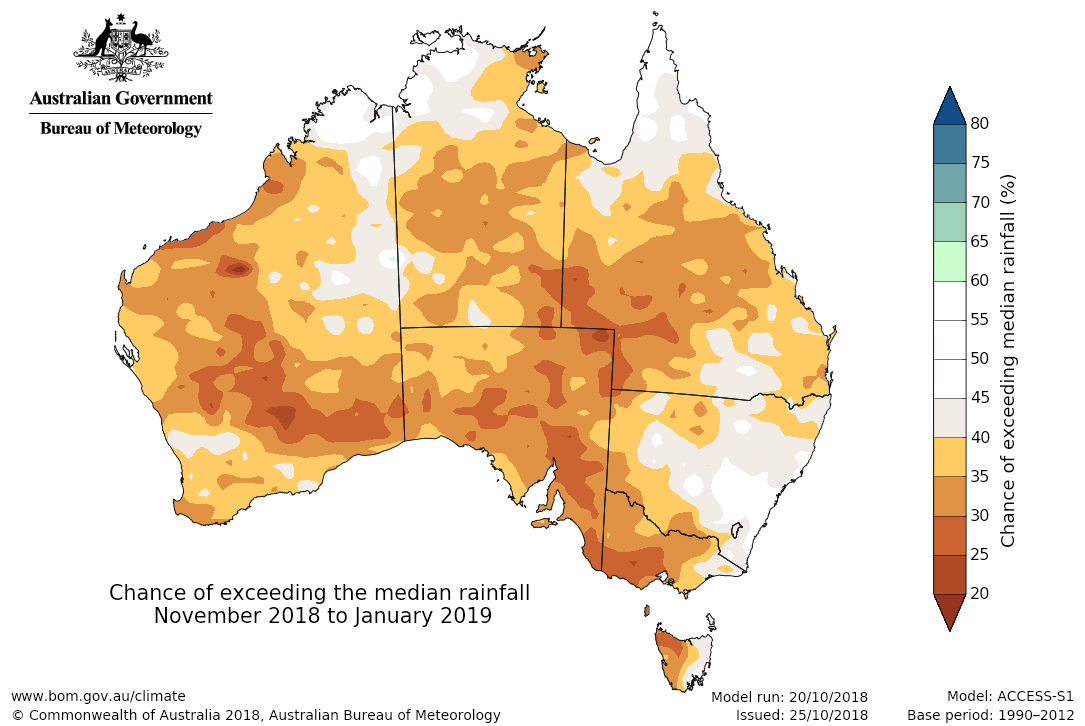 AUSTRALIA
Australian Government
Bureau of Meteorology
80
75
70
65
60
55
50
45
40
35
30
25
20
Chance of exceeding median rainfall (%)
Chance of exceeding the median rainfall
November 2018 to January 2019
www.bom.gov.au/climate
© Commonwealth of Australia 2018, Australian Bureau of Meteorology
Model run: 20/10/2018
Issued: 25/10/2018
Model: ACCESS-S1
Base period: 1990–2012